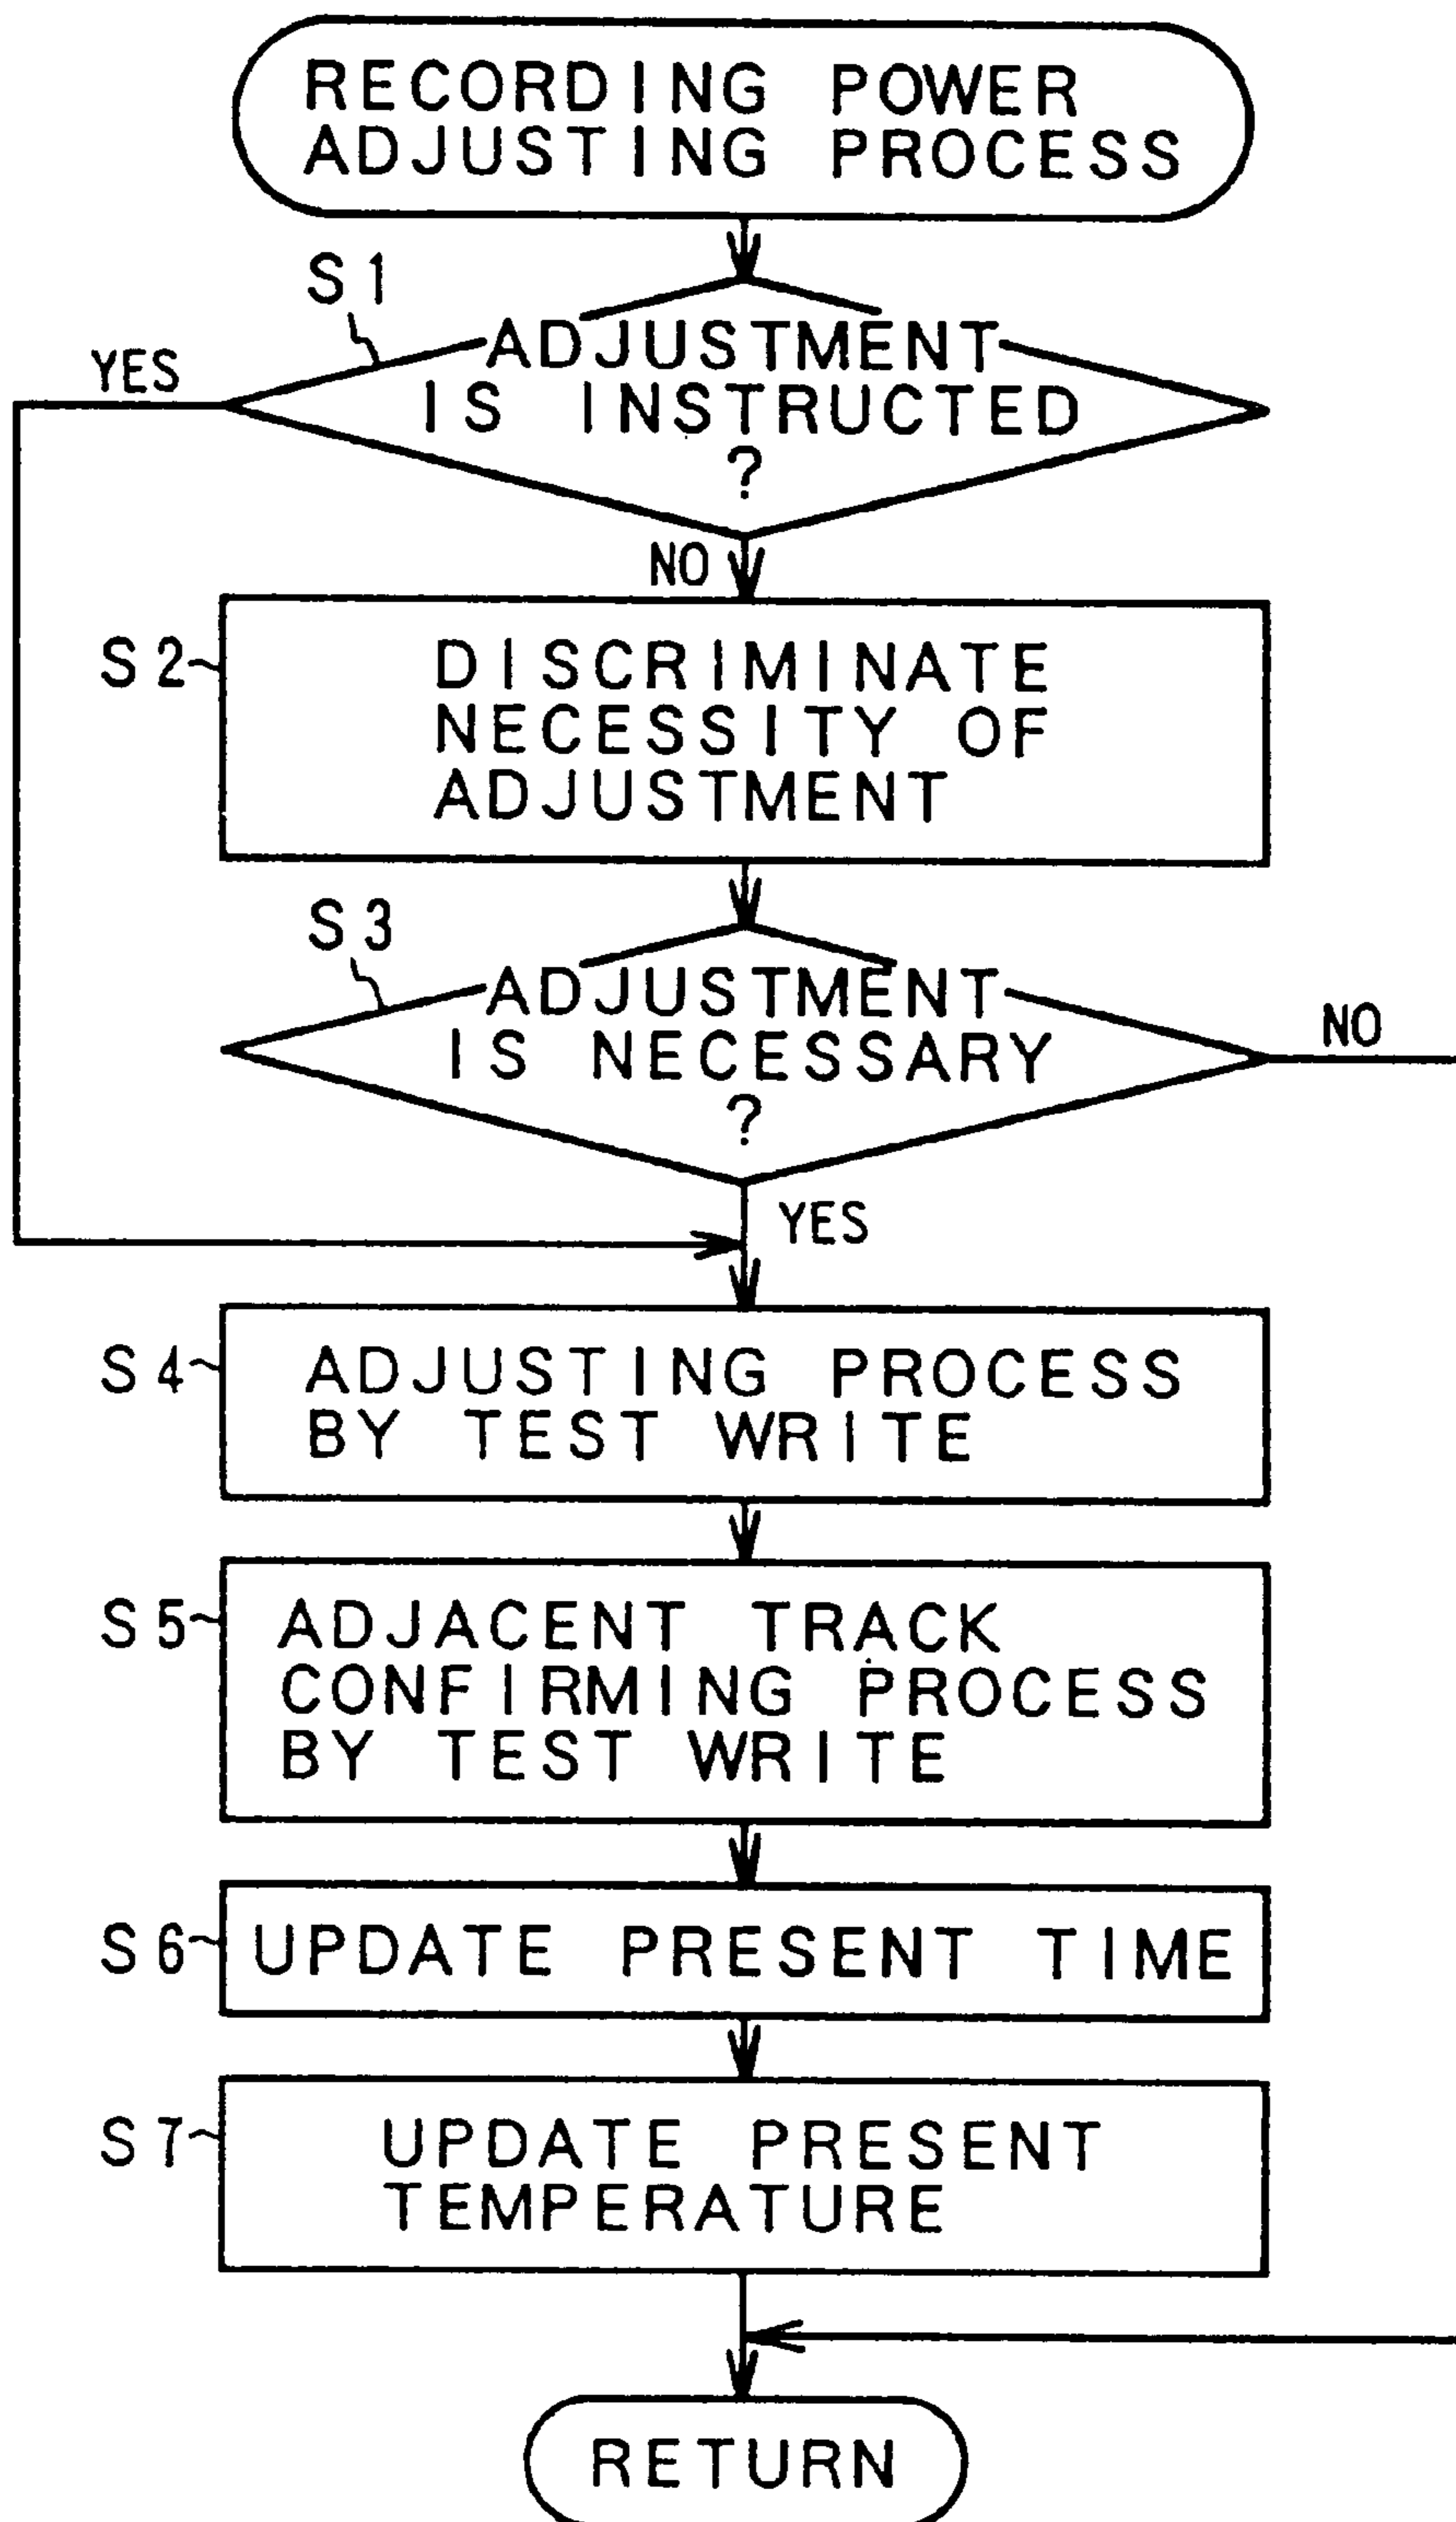 RECORDING POWER
ADJUSTING PROCESS
S1
YES
ADJUSTMENT
IS INSTRUCTED
?
NO
S2
DISCRIMINATE
NECESSITY OF
ADJUSTMENT
S3
ADJUSTMENT
IS NECESSARY
?
NO
YES
S4
ADJUSTING PROCESS
BY TEST WRITE
S5
ADJACENT TRACK
CONFIRMING PROCESS
BY TEST WRITE
S6
UPDATE PRESENT TIME
S7
UPDATE PRESENT
TEMPERATURE
RETURN